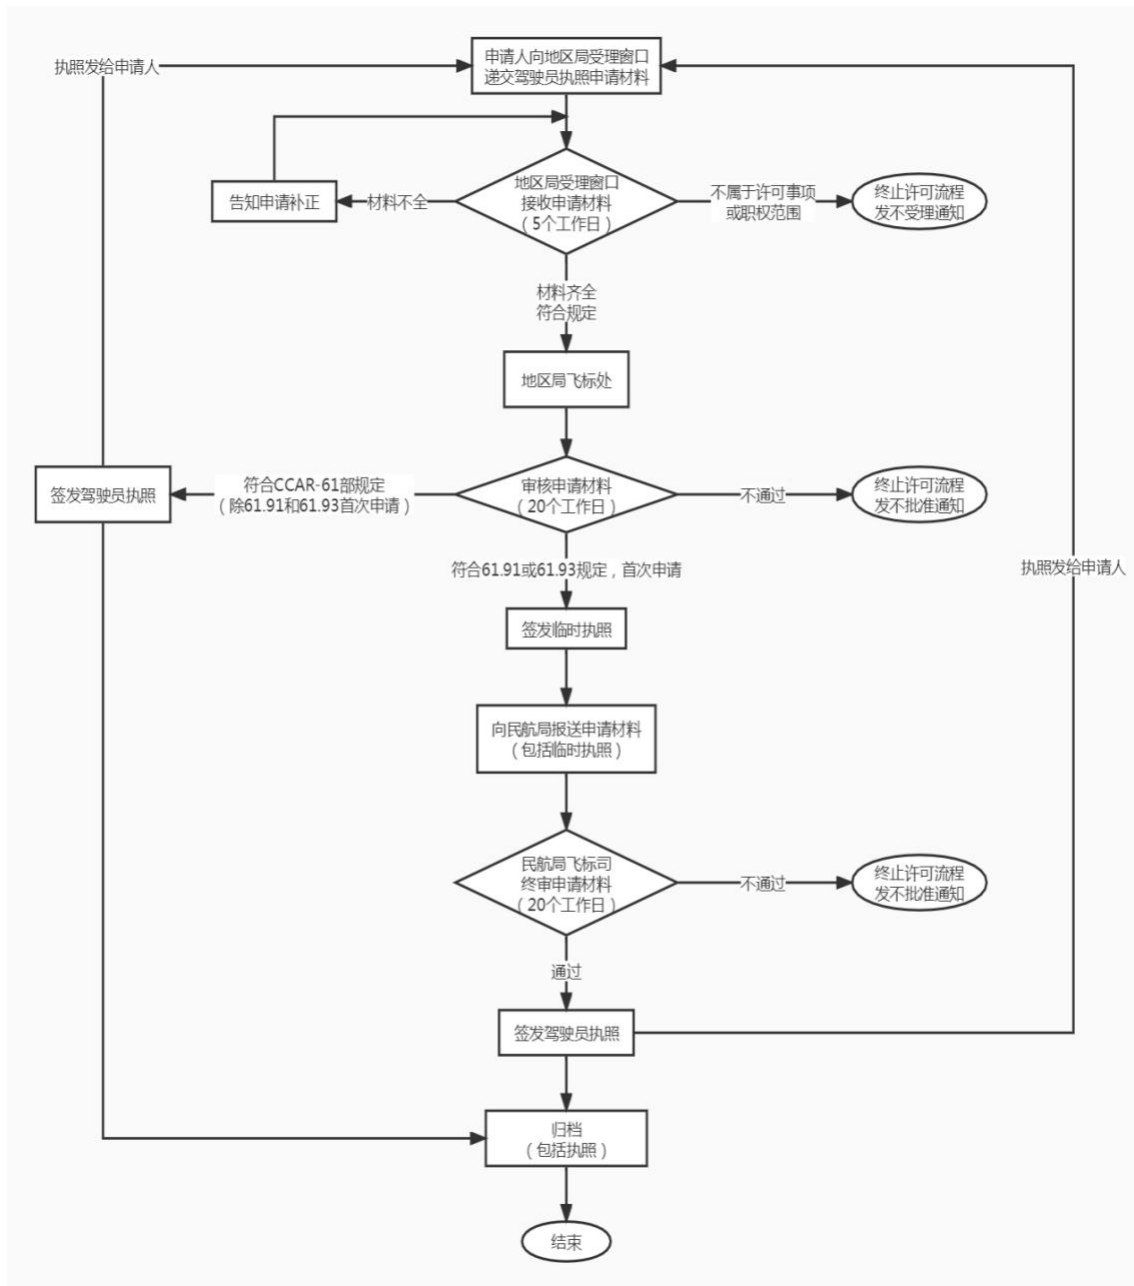 申请人向地区局受理窗口
递交驾驶员执照申请材料
执照发给申请人
告知申请补正
材料不全
地区局受理窗口
接收申请材料
（5个工作日）
不属于许可事项
或职权范围
终止许可流程
发不受理通知
材料齐全
符合规定
地区局飞标处
签发驾驶员执照
符合CCAR-61部规定
（除61.91和61.93首次申请）
审核申请材料
（20个工作日）
不通过
终止许可流程
发不批准通知
执照发给申请人
符合61.91或61.93规定，首次申请
签发临时执照
向民航局报送申请材料
（包括临时执照）
民航局飞标司
终审申请材料
（20个工作日）
不通过
终止许可流程
发不批准通知
通过
签发驾驶员执照
归档
（包括执照）
结束